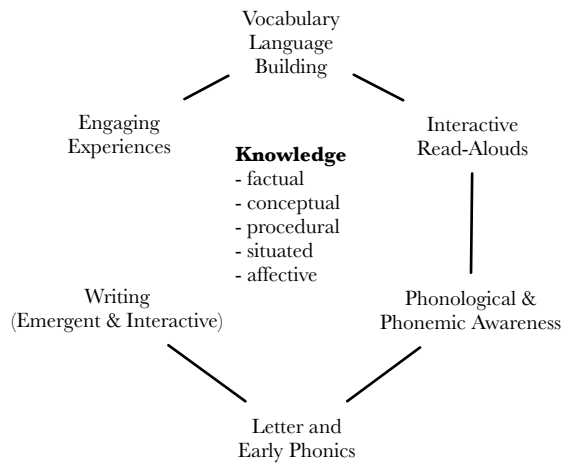 Vocabulary
Language
Building
Engaging
Experiences
Interactive
Read-Alouds
Knowledge
- factual
- conceptual
- procedural
- situated
- affective
Writing
(Emergent & Interactive)
Phonological &
Phonemic Awareness
Letter and
Early Phonics